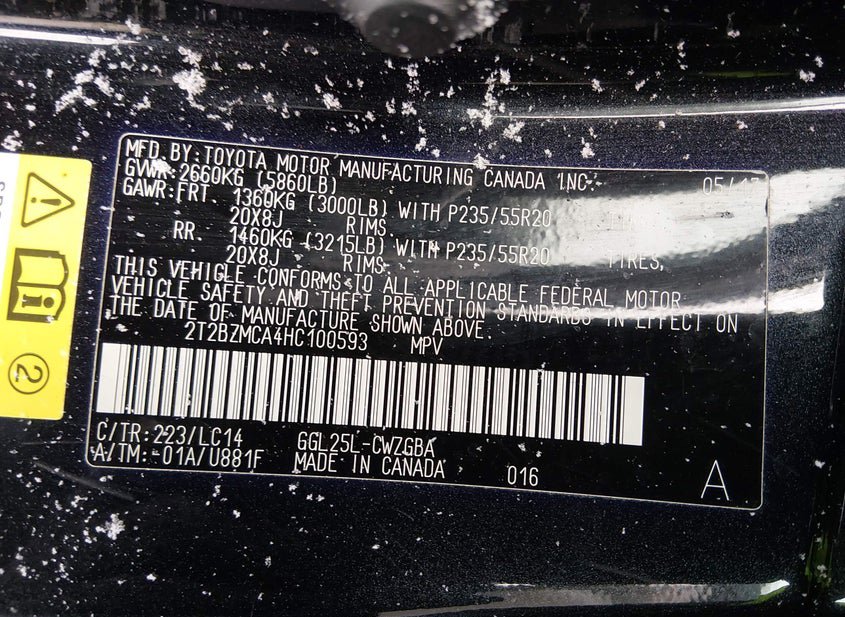 MFD. BY: TOYOTA MOTOR MANUFACTURING CANADA INC.
GVWR: 2660KG (5860LB)
GAWR: FRT. 1360KG (3000LB) WITH P235/55R20
20X8J RIMS
RR. 1460KG (3215LB) WITH P235/55R20 TIRES,
20X8J RIMS
THIS VEHICLE CONFORMS TO ALL APPLICABLE FEDERAL MOTOR
VEHICLE SAFETY AND THEFT PREVENTION STANDARDS IN EFFECT ON
THE DATE OF MANUFACTURE SHOWN ABOVE.
2T2BZMCA4HC100593 MPV
C/TR: 223/LC14 GGL25L-CWZGBA
A/TM: -01A/U881F MADE IN CANADA 016 A
2